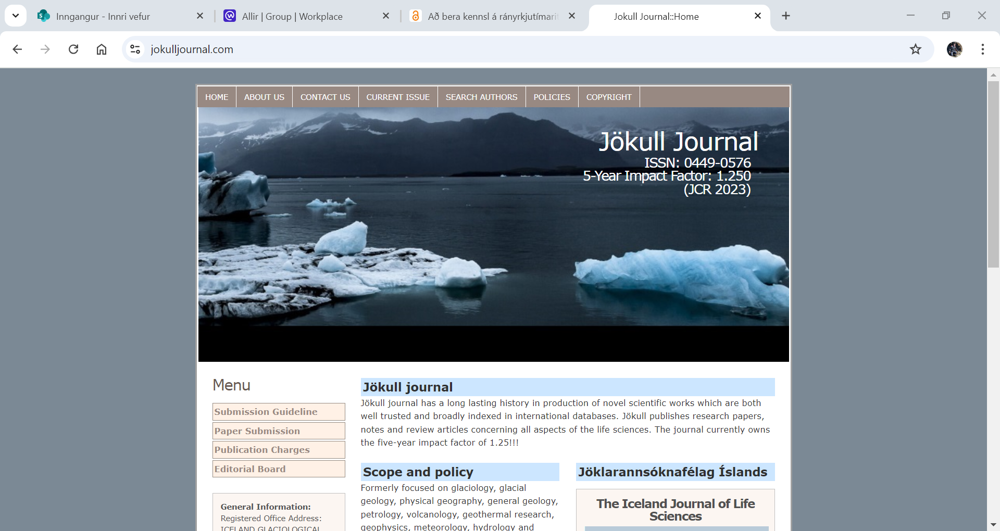 Inngangur - Innri vefur
Allir | Group | Workplace
Að bera kennsl á rányrkjutímarit
Jokull Journal::Home
jokulljournal.com
HOME
ABOUT US
CONTACT US
CURRENT ISSUE
SEARCH AUTHORS
POLICIES
COPYRIGHT
Jökull Journal
ISSN: 0449-0576
5-Year Impact Factor: 1.250
(JCR 2023)
Menu
Submission Guideline
Paper Submission
Publication Charges
Editorial Board
General Information:
Registered Office Address:
ICELAND GLACIOLOGICAL
Jökull journal
Jökull journal has a long lasting history in production of novel scientific works which are both
well trusted and broadly indexed in international databases. Jökull publishes research papers,
notes and review articles concerning all aspects of the life sciences. The journal currently owns
the five-year impact factor of 1.25!!!
Scope and policy
Formerly focused on glaciology, glacial
geology, physical geography, general geology,
petrology, volcanology, geothermal research,
geophysics, meteorology, hydrology and
Jöklarannsóknafélag Íslands
The Iceland Journal of Life
Sciences